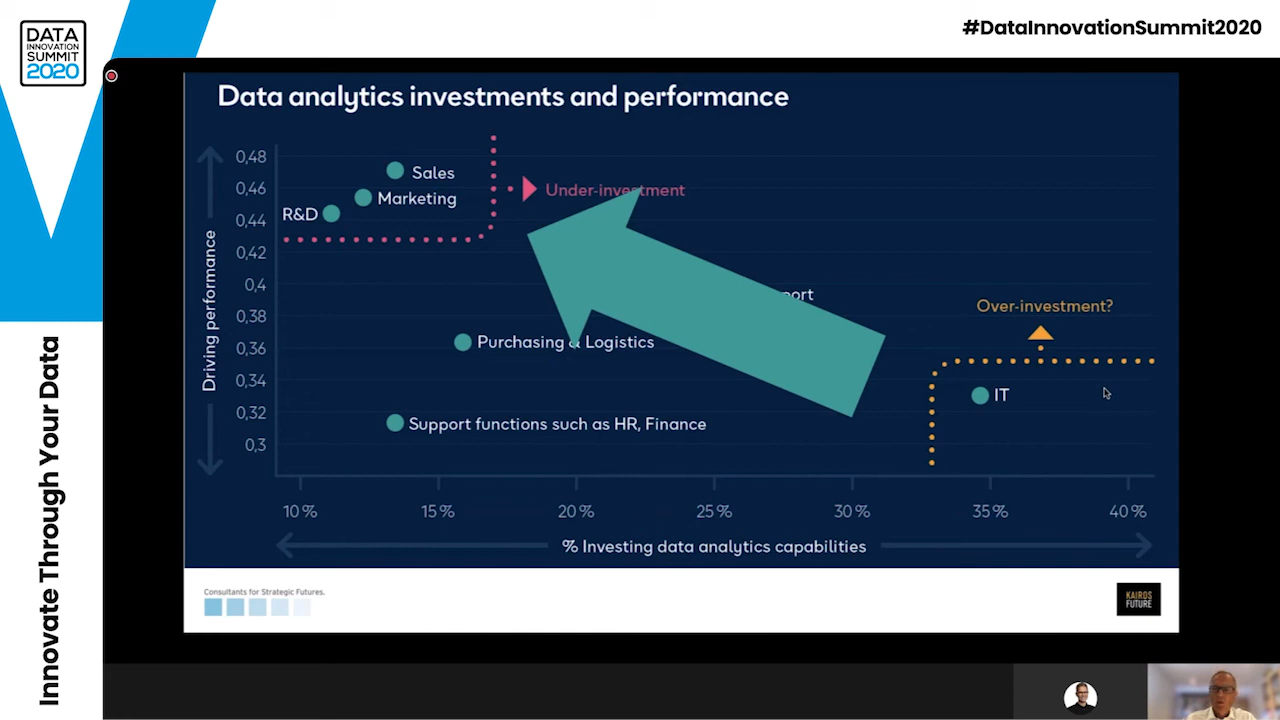 DATA
INNOVATION
SUMMIT
2020
#DataInnovationSummit2020
Innovate Through Your Data
Data analytics investments and performance
Driving performance
0,48
0,46
0,44
0,42
0,4
0,38
0,36
0,34
0,32
0,3
Sales
Marketing
R&D
Under-investment
Over-investment?
Purchasing & Logistics
IT
Support functions such as HR, Finance
10 %
15 %
20 %
25 %
30 %
35 %
40 %
% Investing data analytics capabilities
Consultants for Strategic Futures.
KAIROS
FUTURE